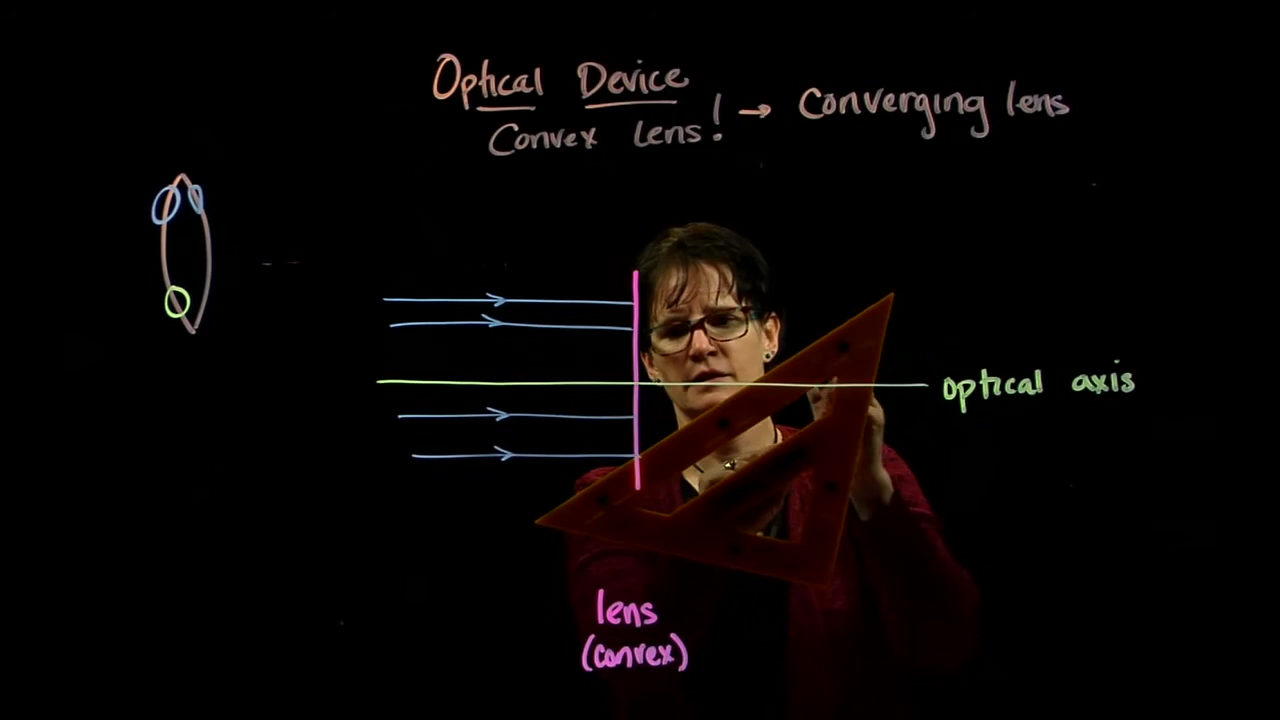 Optical Device
Convex lens! → Converging lens
optical axis
lens
(convex)